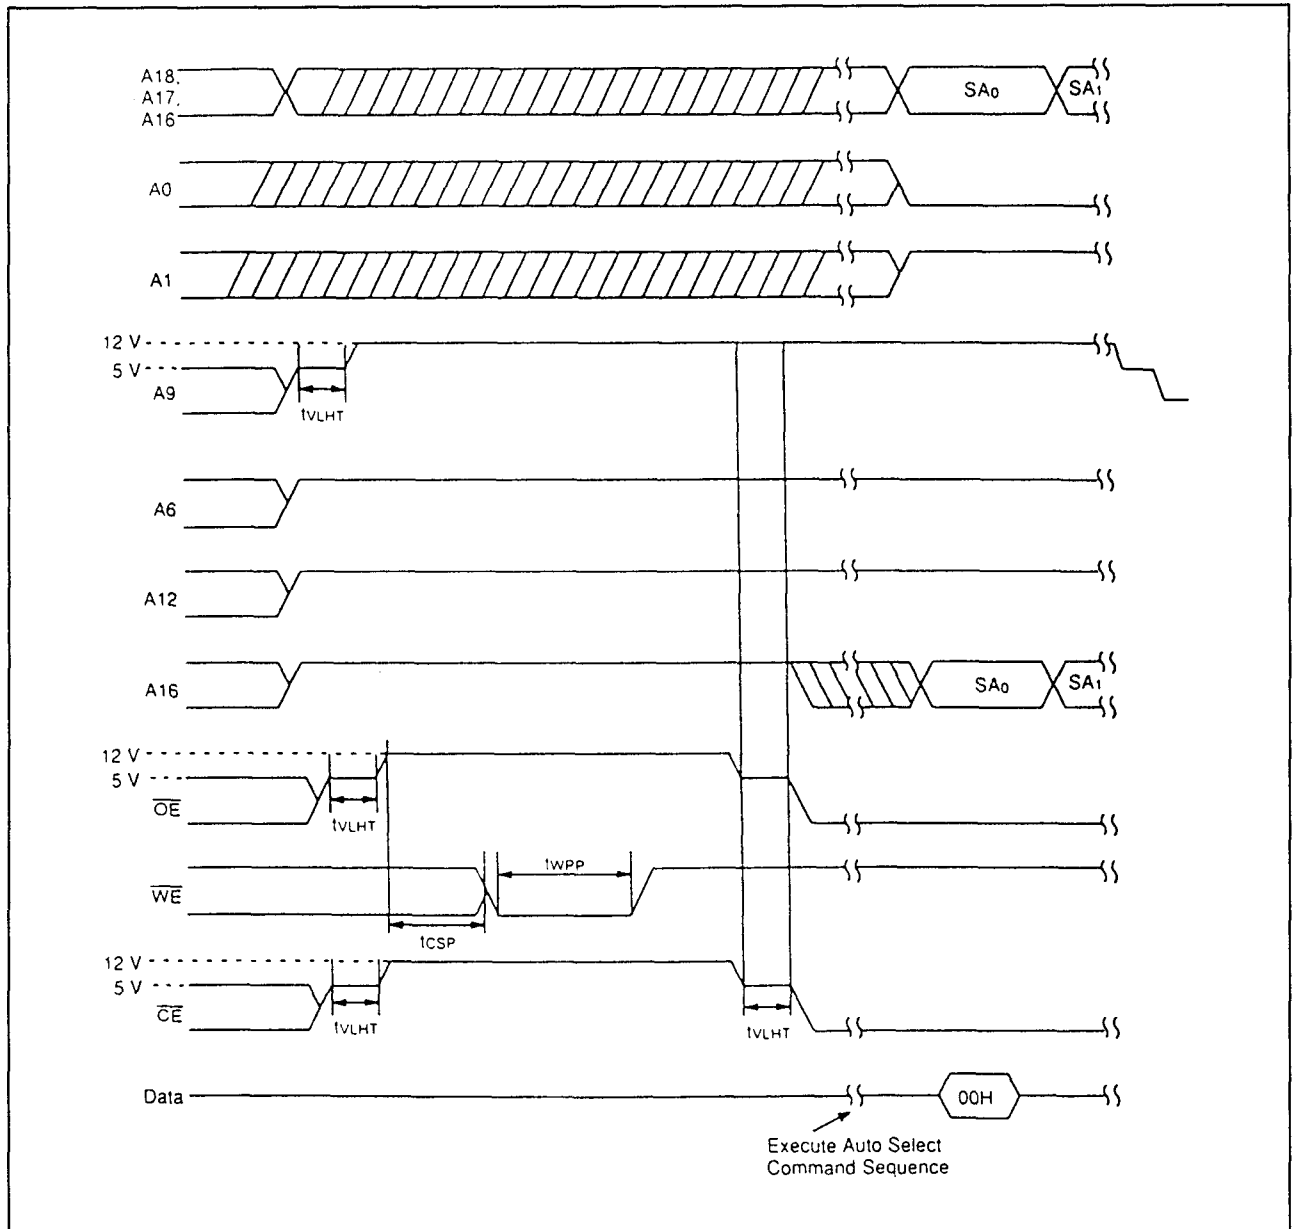 A18,
A17,
A16
SA0
SA1
A0
A1
12 V
5 V
A9
tVLHT
A6
A12
A16
SA0
SA1
12 V
5 V
OE
tVLHT
WE
tWPP
tCSP
12 V
5 V
CE
tVLHT
tVLHT
Data
00H
Execute Auto Select
Command Sequence